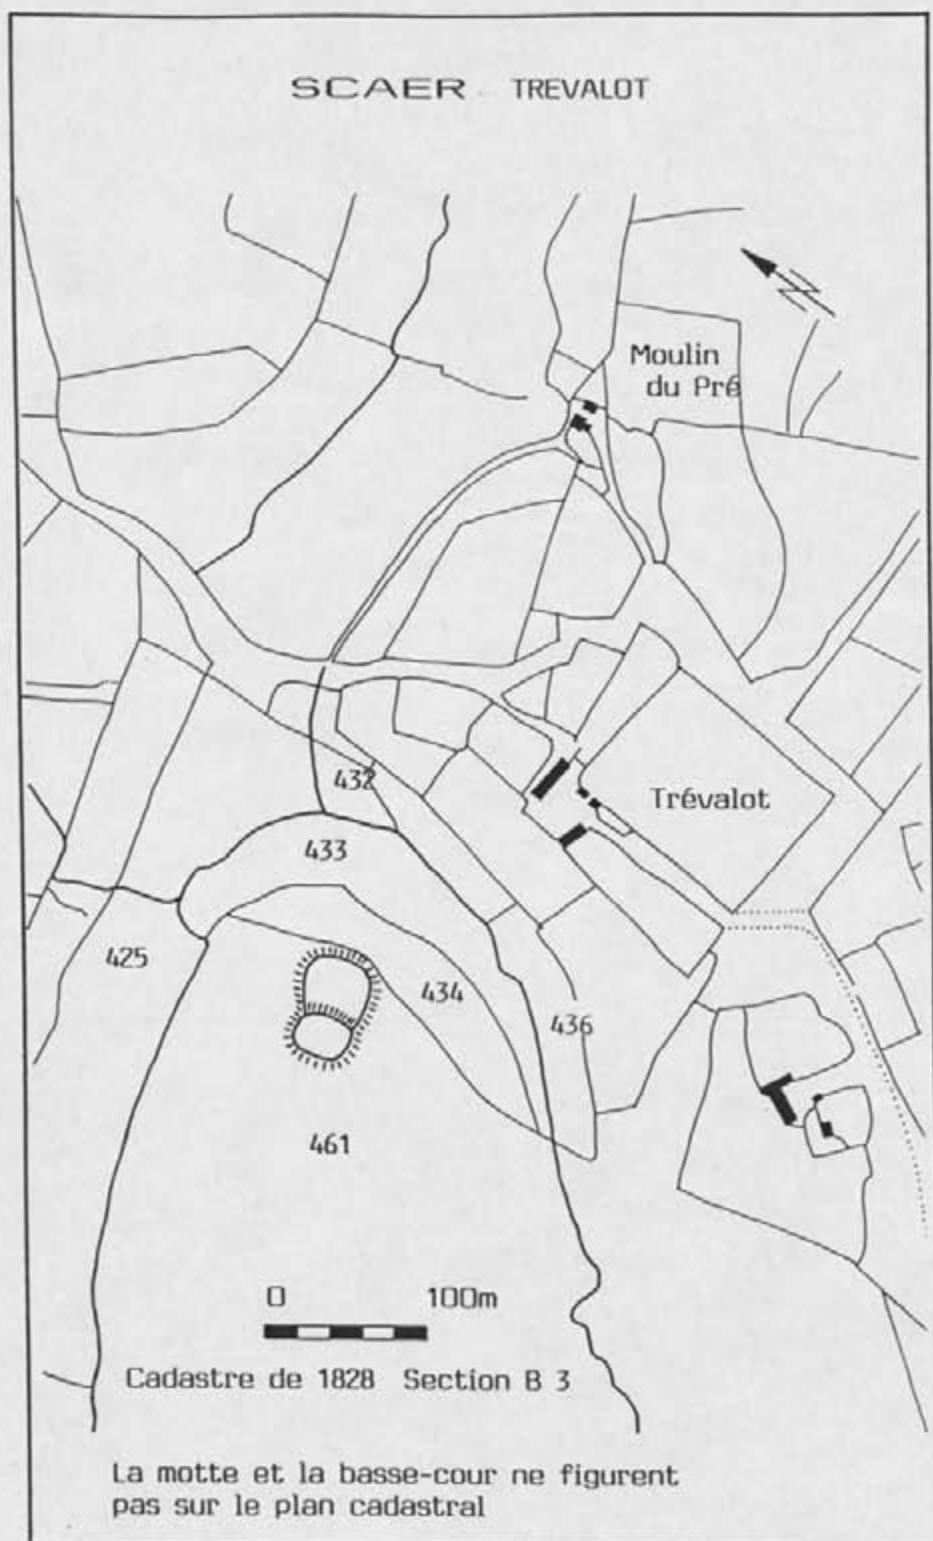 SCAER - TREVALOT
Moulin
du Pré
432
Trévalot
433
425
434
436
461
0 100m
Cadastre de 1828 Section B 3
La motte et la basse-cour ne figurent
pas sur le plan cadastral